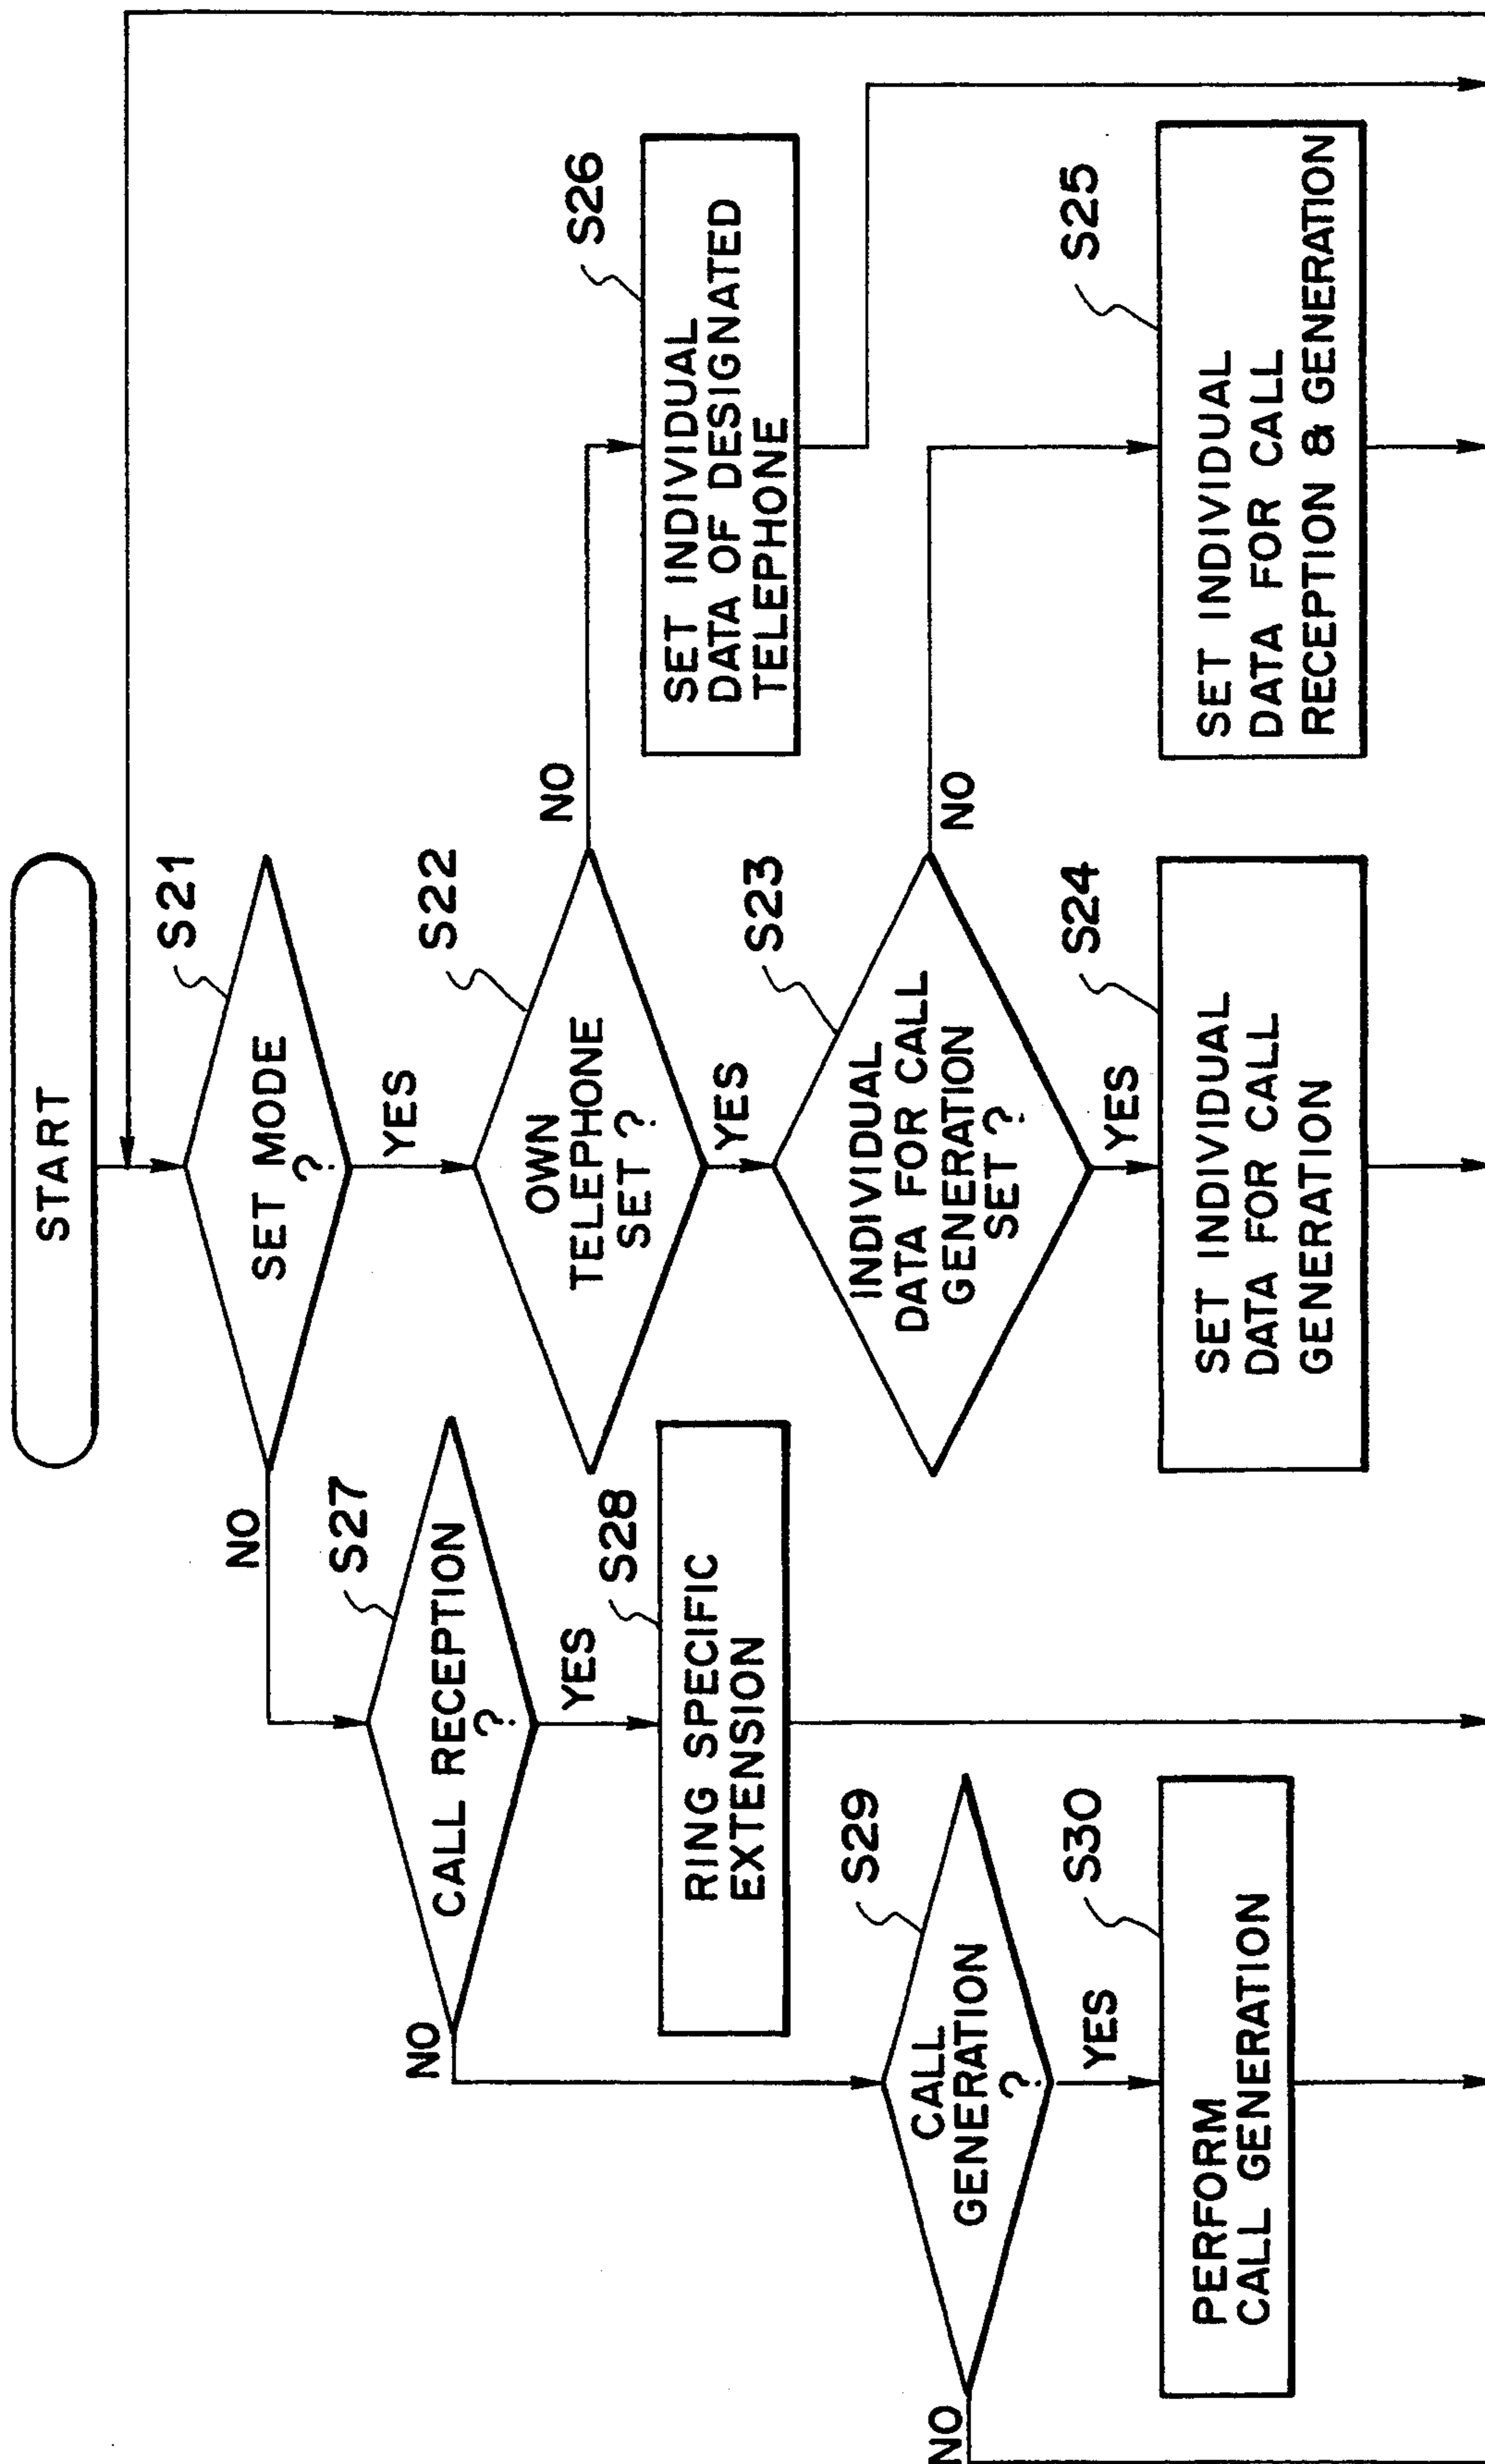 START
S21
SET MODE
?
NO
YES
S27
CALL RECEPTION
?
NO
YES
S22
OWN
TELEPHONE
SET ?
NO
YES
S26
SET INDIVIDUAL
DATA OF DESIGNATED
TELEPHONE
S28
RING SPECIFIC
EXTENSION
S23
INDIVIDUAL
DATA FOR CALL
GENERATION
SET ?
NO
YES
S29
CALL
GENERATION
?
NO
YES
S30
PERFORM
CALL GENERATION
S24
SET INDIVIDUAL
DATA FOR CALL
GENERATION
S25
SET INDIVIDUAL
DATA FOR CALL
RECEPTION & GENERATION